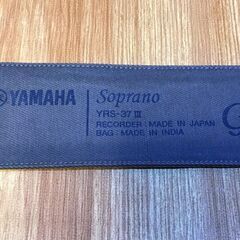 YAMAHA
Soprano
YRS-37 III
RECORDER : MADE IN JAPAN
BAG : MADE IN INDIA